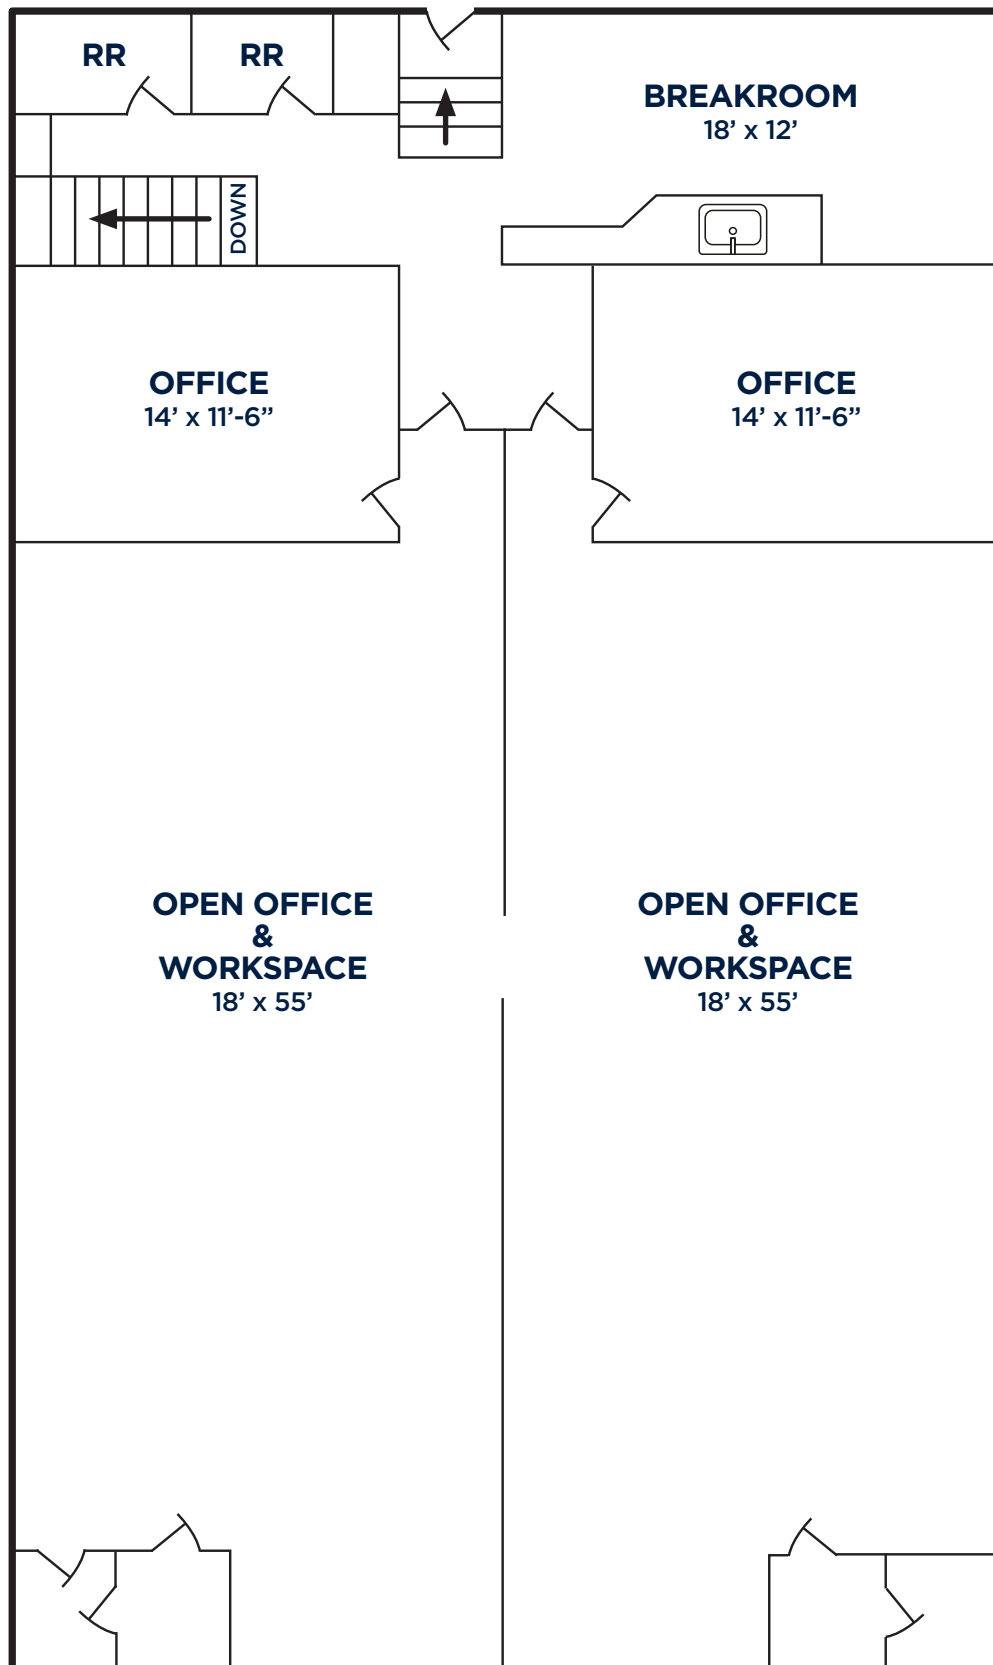 RR
RR
BREAKROOM
18’ x 12’
DOWN
OFFICE
14’ x 11’-6”
OFFICE
14’ x 11’-6”
OPEN OFFICE
&
WORKSPACE
18’ x 55’
OPEN OFFICE
&
WORKSPACE
18’ x 55’